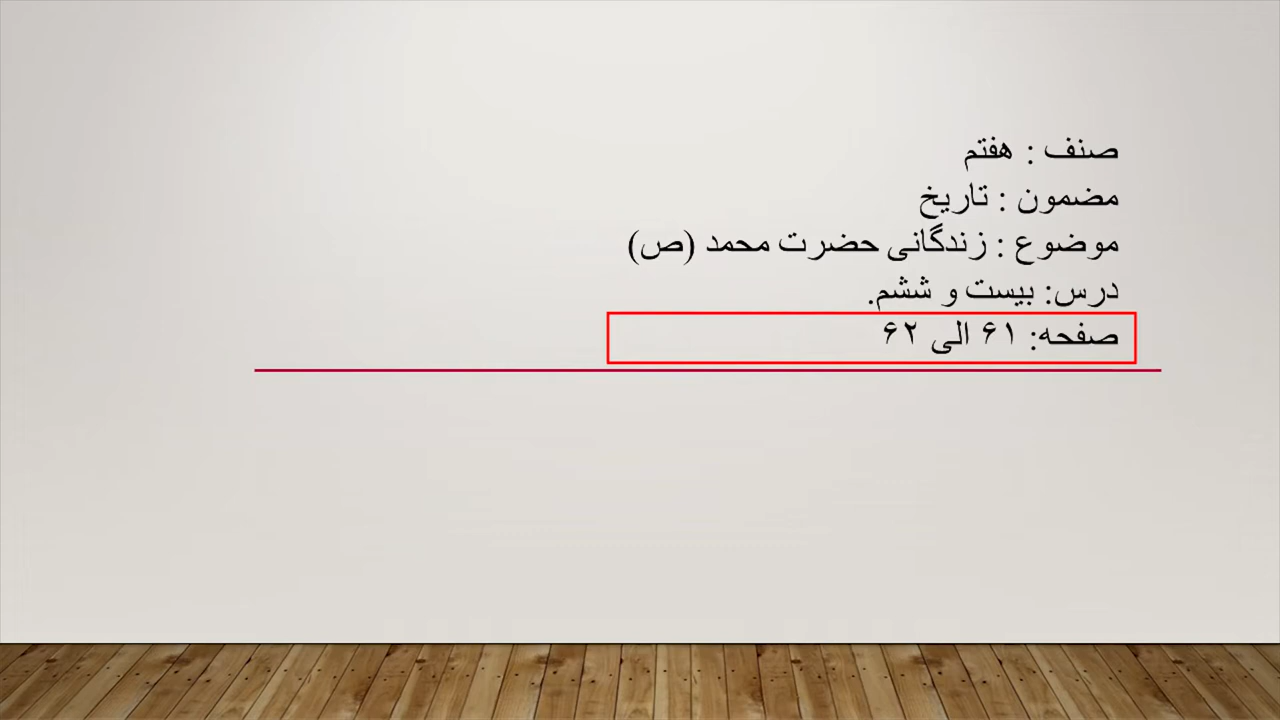 صنف : هفتم
مضمون : تاریخ
موضوع : زندگانی حضرت محمد (ص)
درس: بیست و ششم.
صفحه: ۶۱ الی ۶۲